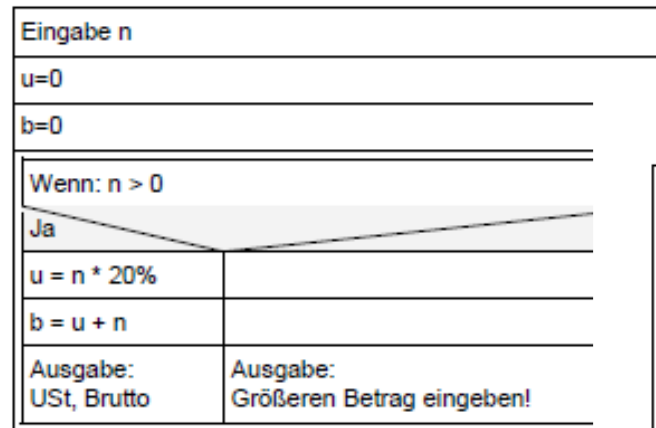 Eingabe n
u=0
b=0
Wenn: n > 0
Ja
u = n * 20%
b = u + n
Ausgabe:
USt, Brutto
Ausgabe:
Größeren Betrag eingeben!